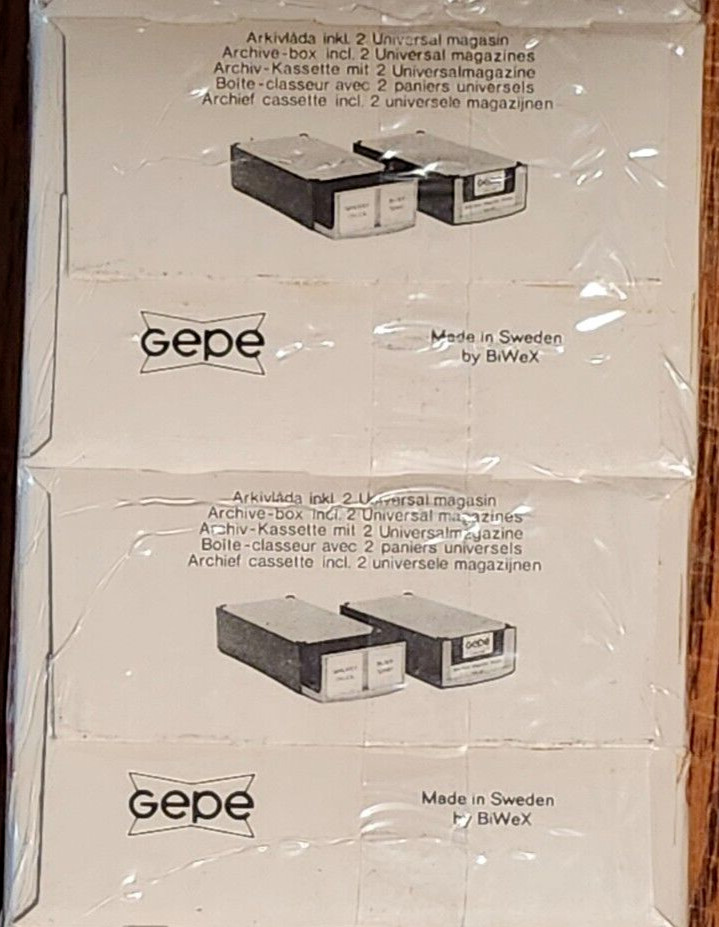 Arkivlåda inkl. 2 Universal magasin
Archive-box incl. 2 Universal magazines
Archiv-Kassette mit 2 Universalmagazine
Boîte-classeur avec 2 paniers universels
Archief cassette incl. 2 universele magazijnen
Gepe
Made in Sweden
by BiWeX
Arkivlåda inkl. 2 Universal magasin
Archive-box incl. 2 Universal magazines
Archiv-Kassette mit 2 Universalmagazine
Boîte-classeur avec 2 paniers universels
Archief cassette incl. 2 universele magazijnen
Gepe
Gepe
Made in Sweden
by BiWeX